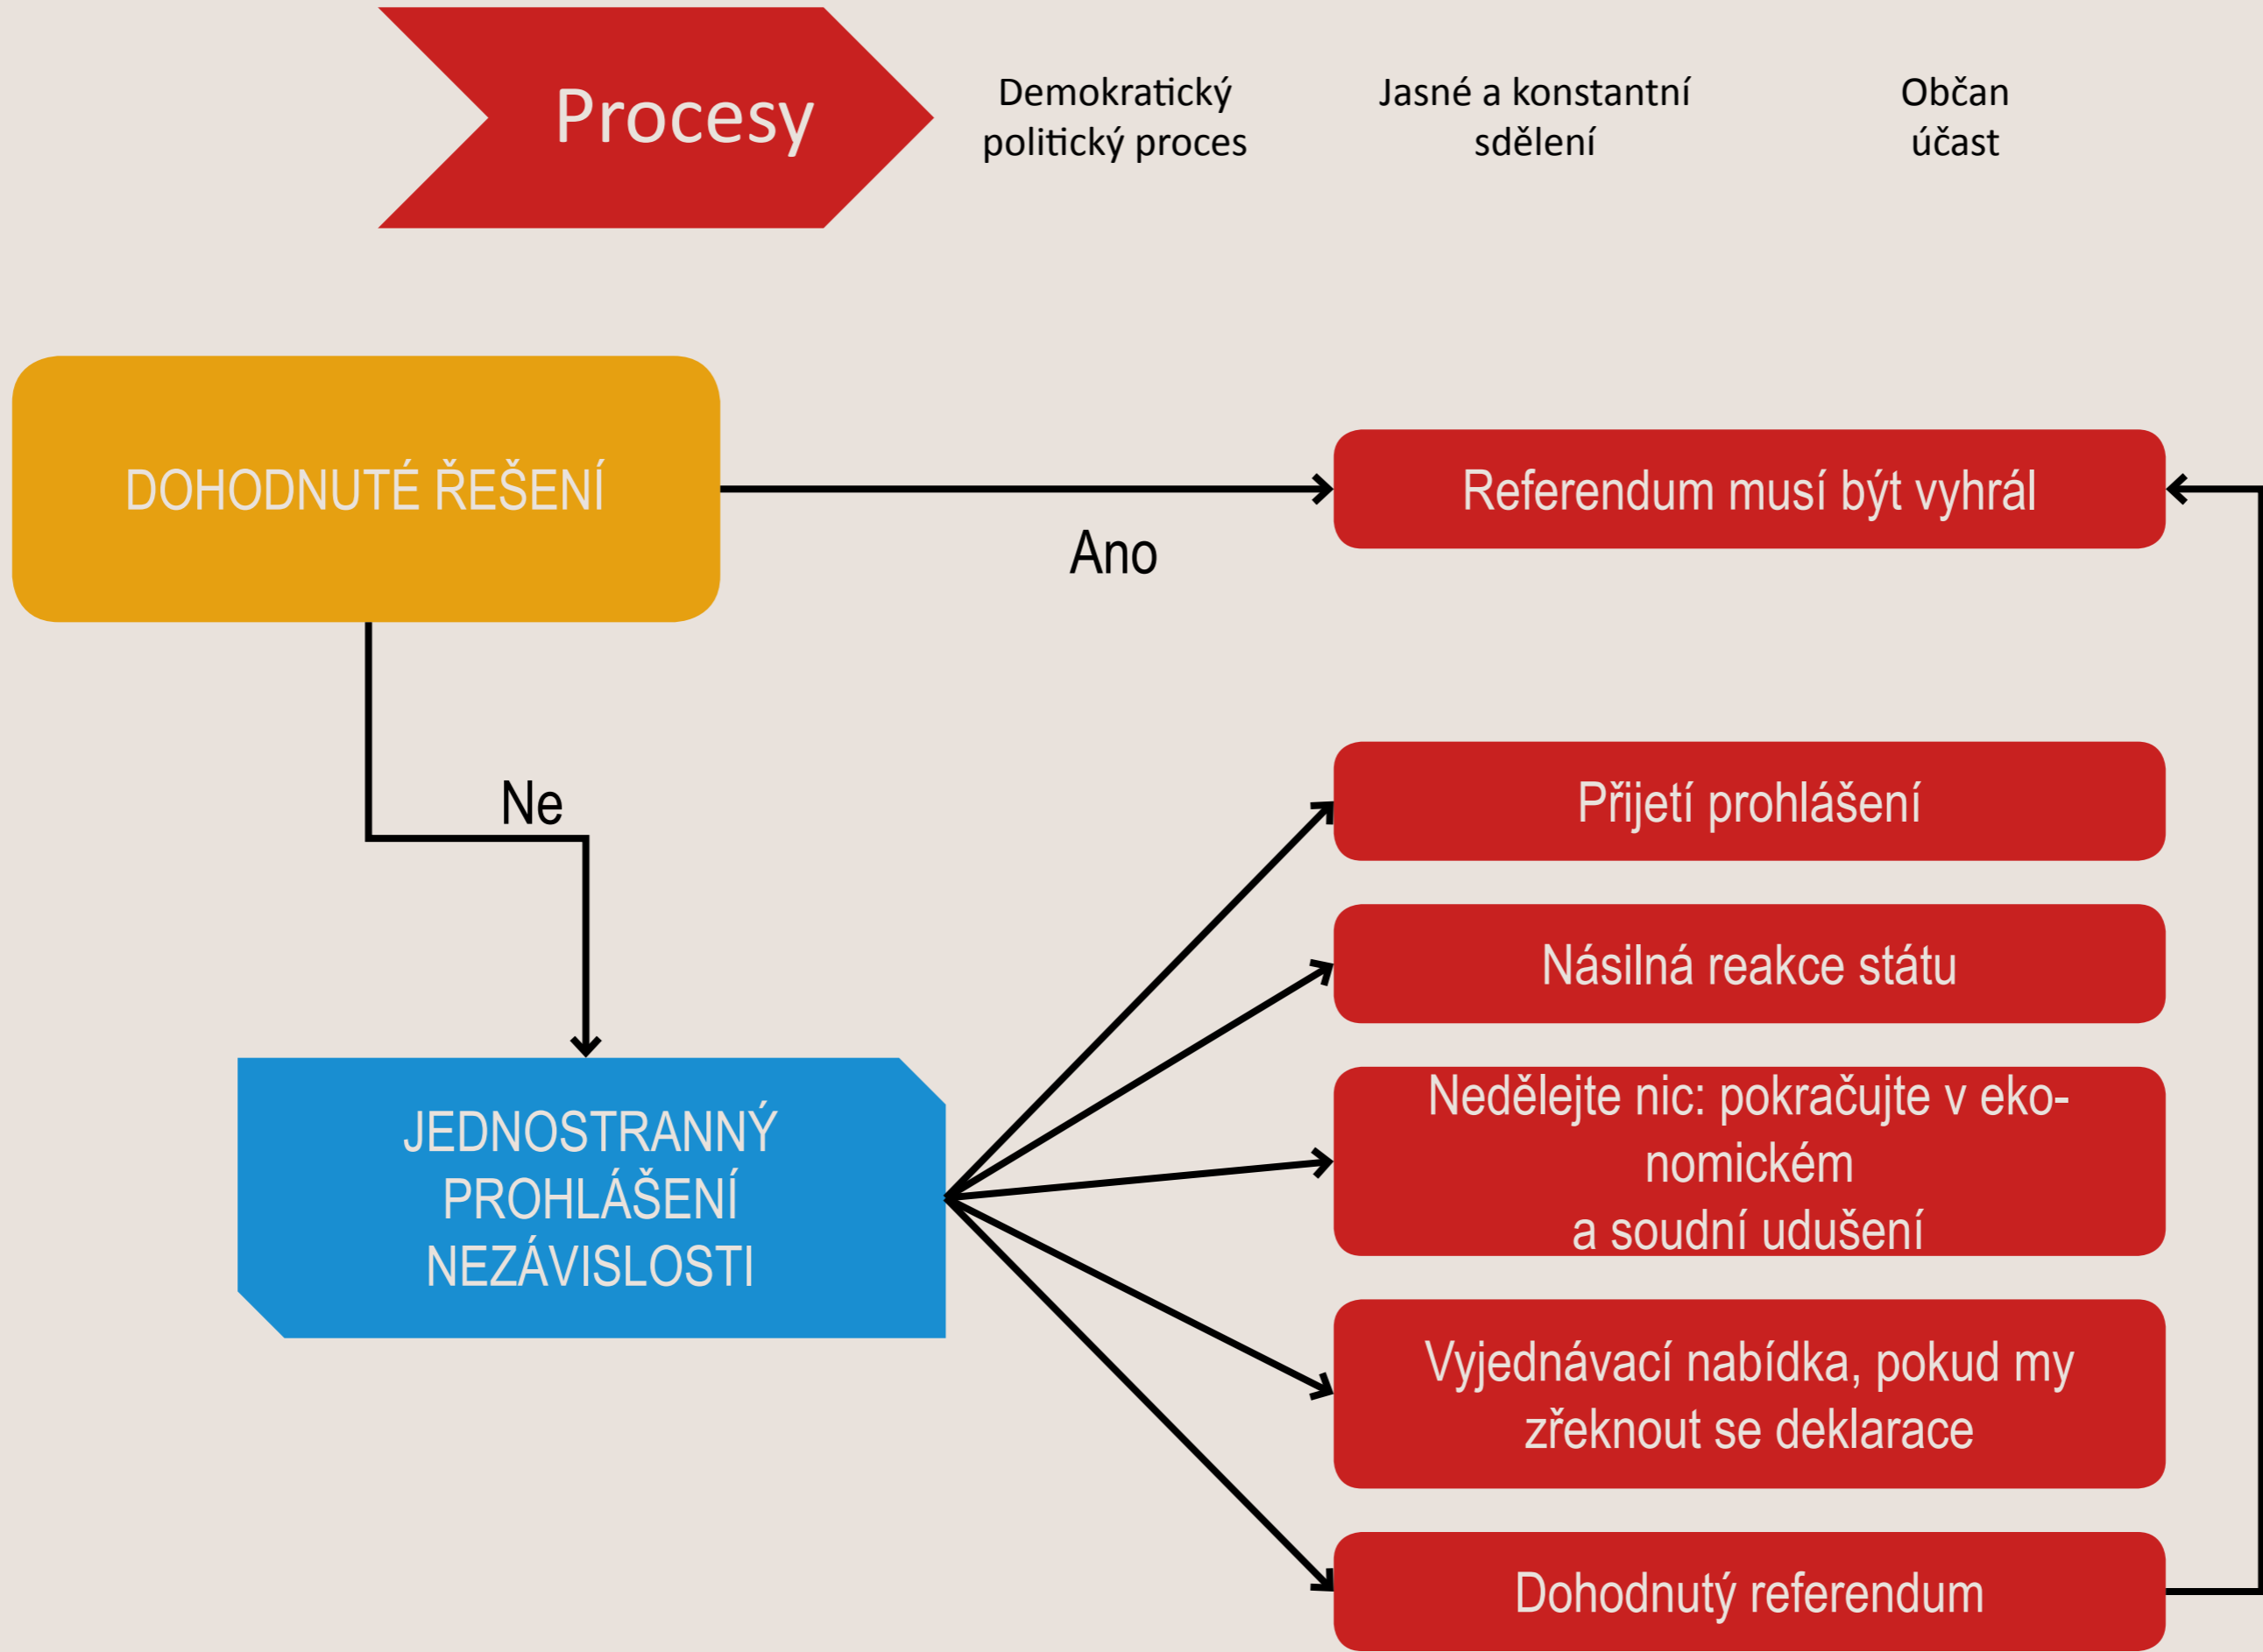 Procesy
Demokratický
politický proces
Jasné a konstantní
sdělení
Občan
účast
DOHODNUTÉ ŘEŠENÍ
Ano
Referendum musí být vyhrál
Ne
JEDNOSTRANNÝ
PROHLÁŠENÍ
NEZÁVISLOSTI
Přijetí prohlášení
Násilná reakce státu
Nedělejte nic: pokračujte v eko-
nomickém
a soudní udušení
Vyjednávací nabídka, pokud my
zřeknout se deklarace
Dohodnutý referendum